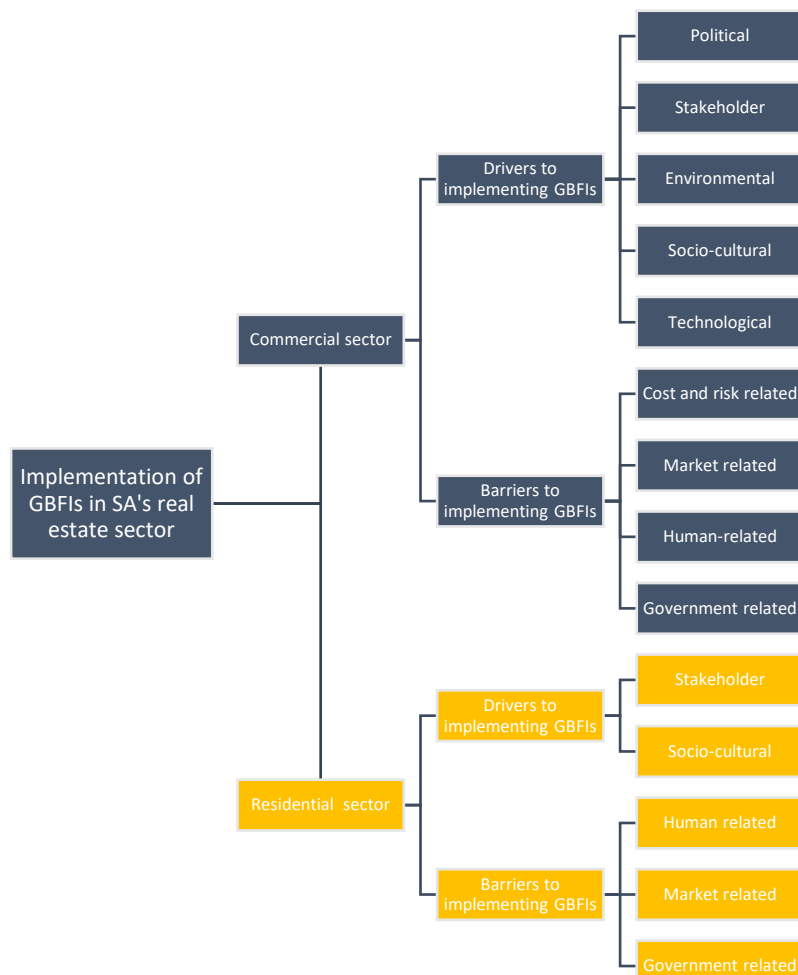 Political
Stakeholder
Drivers to
implementing GBFIs
Environmental
Socio-cultural
Technological
Commercial sector
Cost and risk related
Market related
Barriers to
implementing GBFIs
Human-related
Government related
Implementation of
GBFIs in SA's real
estate sector
Stakeholder
Drivers to
implementing GBFIs
Socio-cultural
Residential sector
Human related
Barriers to
implementing GBFIs
Market related
Government related